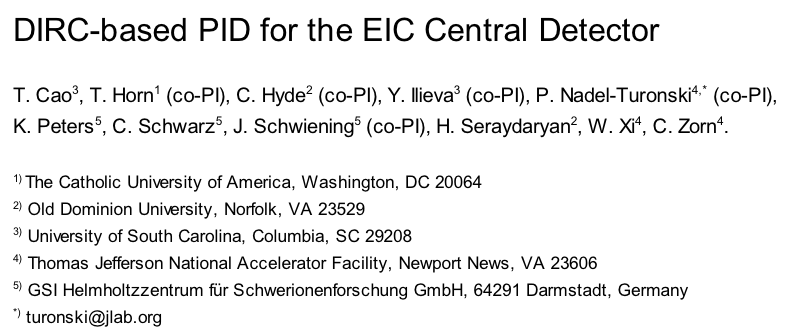 DIRC-based PID for the EIC Central Detector
T. Cao³, T. Horn¹ (co-PI), C. Hyde² (co-PI), Y. Ilieva³ (co-PI), P. Nadel-Turonski⁴,* (co-PI),
K. Peters⁵, C. Schwarz⁵, J. Schwiening⁵ (co-PI), H. Seraydaryan², W. Xi⁴, C. Zorn⁴.
¹⁾ The Catholic University of America, Washington, DC 20064
²⁾ Old Dominion University, Norfolk, VA 23529
³⁾ University of South Carolina, Columbia, SC 29208
⁴⁾ Thomas Jefferson National Accelerator Facility, Newport News, VA 23606
⁵⁾ GSI Helmholtzzentrum für Schwerionenforschung GmbH, 64291 Darmstadt, Germany
*⁾ turonski@jlab.org